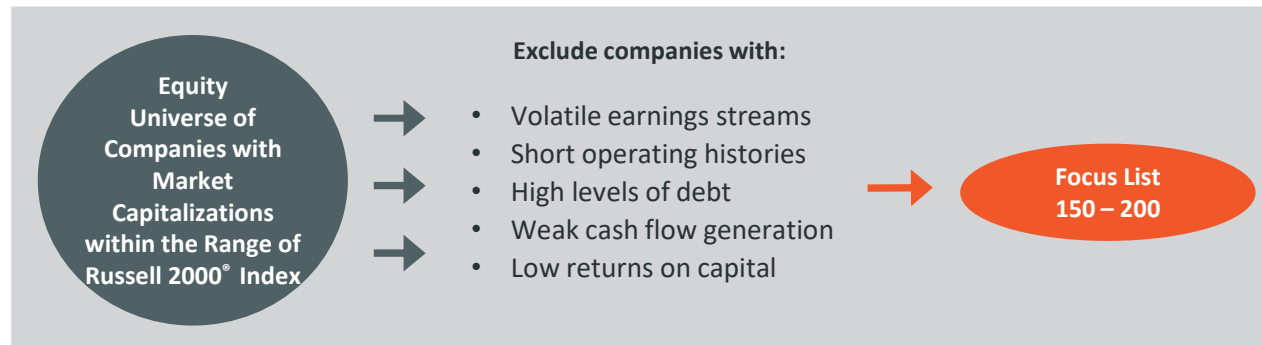 Equity
Universe of
Companies with
Market
Capitalizations
within the Range of
Russell 2000® Index
Exclude companies with:
• Volatile earnings streams
• Short operating histories
• High levels of debt
• Weak cash flow generation
• Low returns on capital
Focus List
150 – 200